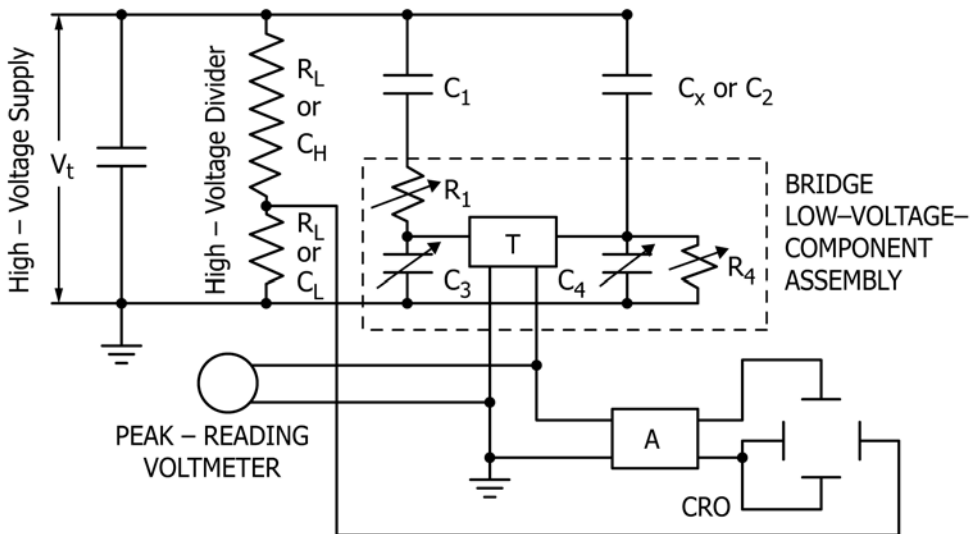 High – Voltage Supply
Vt
High – Voltage Divider
RL
or
CH
RL
or
CL
C1
Cx or C2
R1
T
C3
C4
R4
BRIDGE
LOW–VOLTAGE–
COMPONENT
ASSEMBLY
PEAK – READING
VOLTMETER
A
CRO